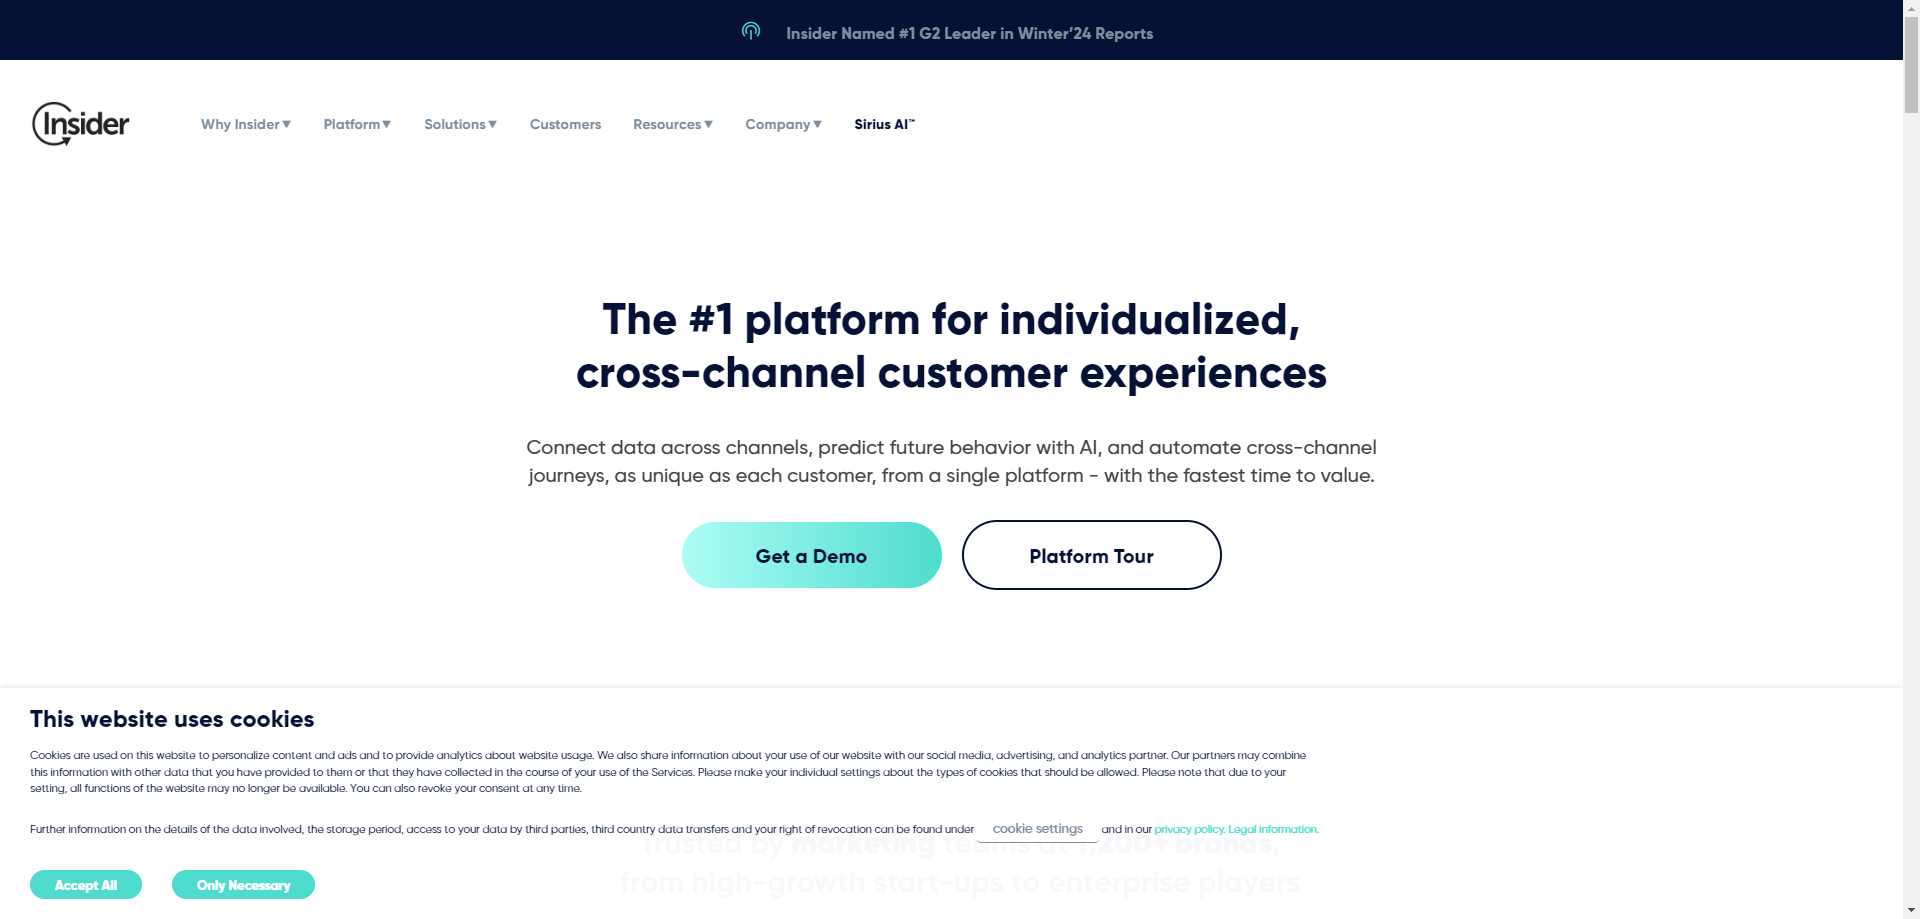 Insider Named #1 G2 Leader in Winter’24 Reports
Insider
Why Insider▼
Platform▼
Solutions▼
Customers
Resources▼
Company▼
Sirius AI™
The #1 platform for individualized,
cross-channel customer experiences
Connect data across channels, predict future behavior with AI, and automate cross-channel
journeys, as unique as each customer, from a single platform - with the fastest time to value.
Get a Demo
Platform Tour
This website uses cookies
Cookies are used on this website to personalize content and ads and to provide analytics about website usage. We also share information about your use of our website with our social media, advertising, and analytics partner. Our partners may combine
this information with other data that you have provided to them or that they have collected in the course of your use of the Services. Please make your individual settings about the types of cookies that should be allowed. Please note that due to your
setting, all functions of the website may no longer be available. You can also revoke your consent at any time.
Further information on the details of the data involved, the storage period, access to your data by third parties, third country data transfers and your right of revocation can be found under cookie settings and in our privacy policy. Legal information.
Trusted by marketing teams at 1,200+ brands,
from high-growth start-ups to enterprise players
Accept All
Only Necessary